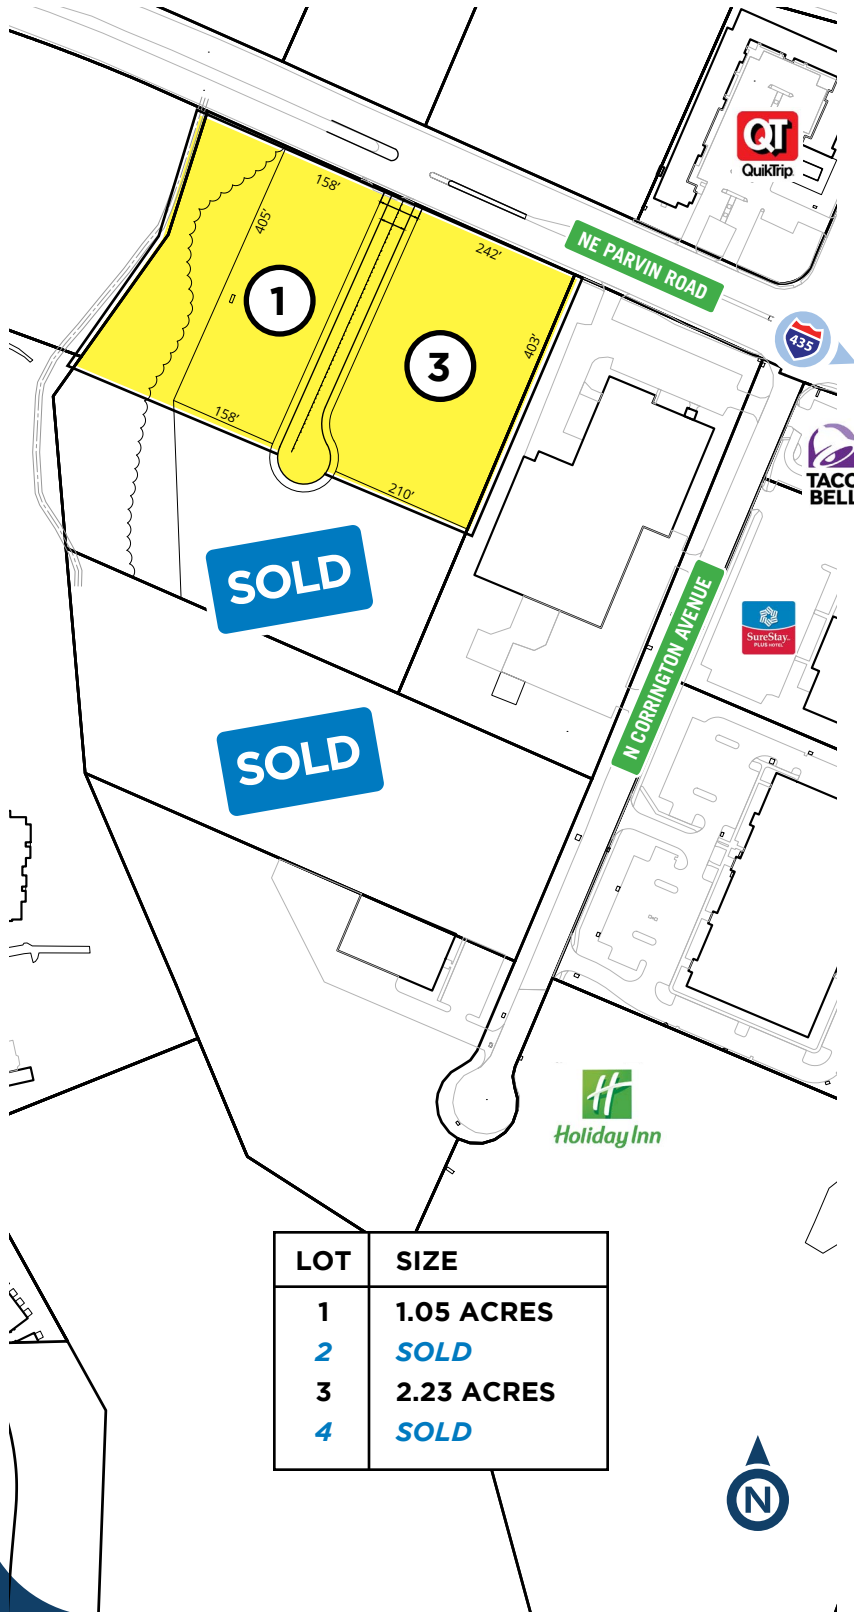 QT
QuikTrip
158'
405'
242'
NE PARVIN ROAD
1
403'
435
3
158'
210'
TACO
BELL
SOLD
N CORRINGTON AVENUE
SureStay
PLUS HOTEL
SOLD
H
Holiday Inn
LOT SIZE
1 1.05 ACRES
2 SOLD
3 2.23 ACRES
4 SOLD
N